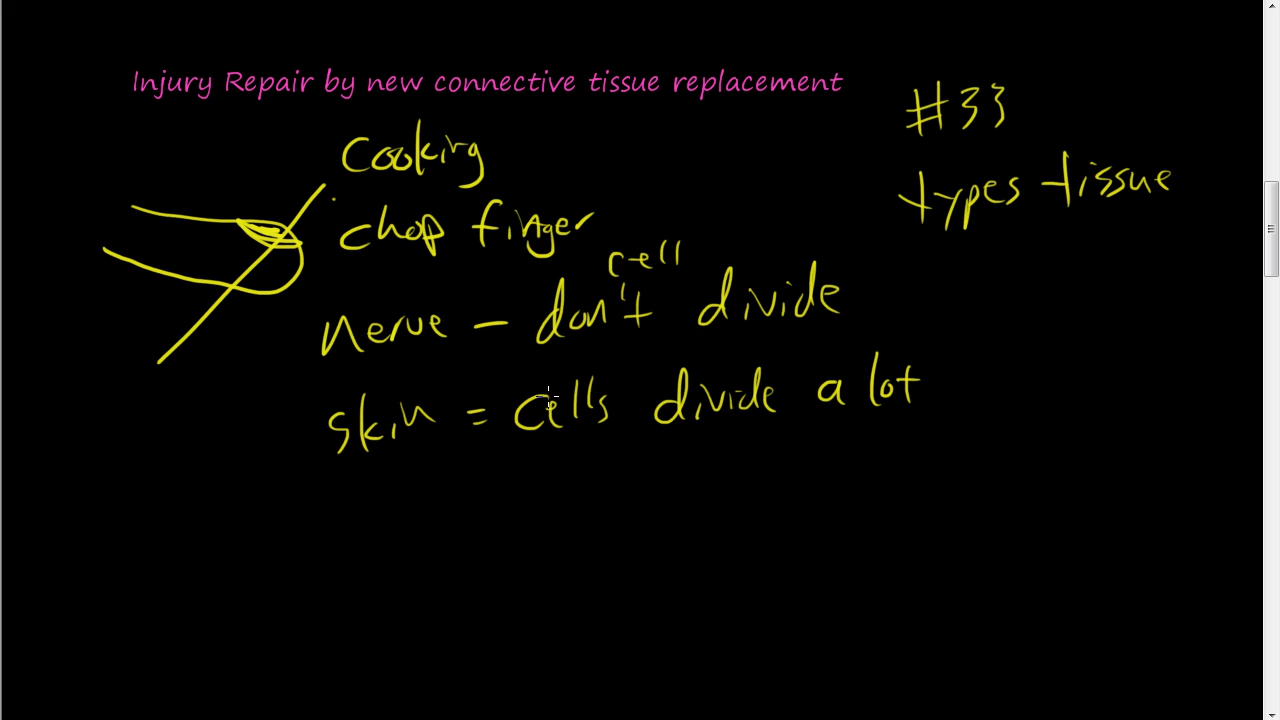 Injury Repair by new connective tissue replacement
#33
types tissue
Cooking
chop finger
cell
nerve - don't divide
skin = cells divide a lot